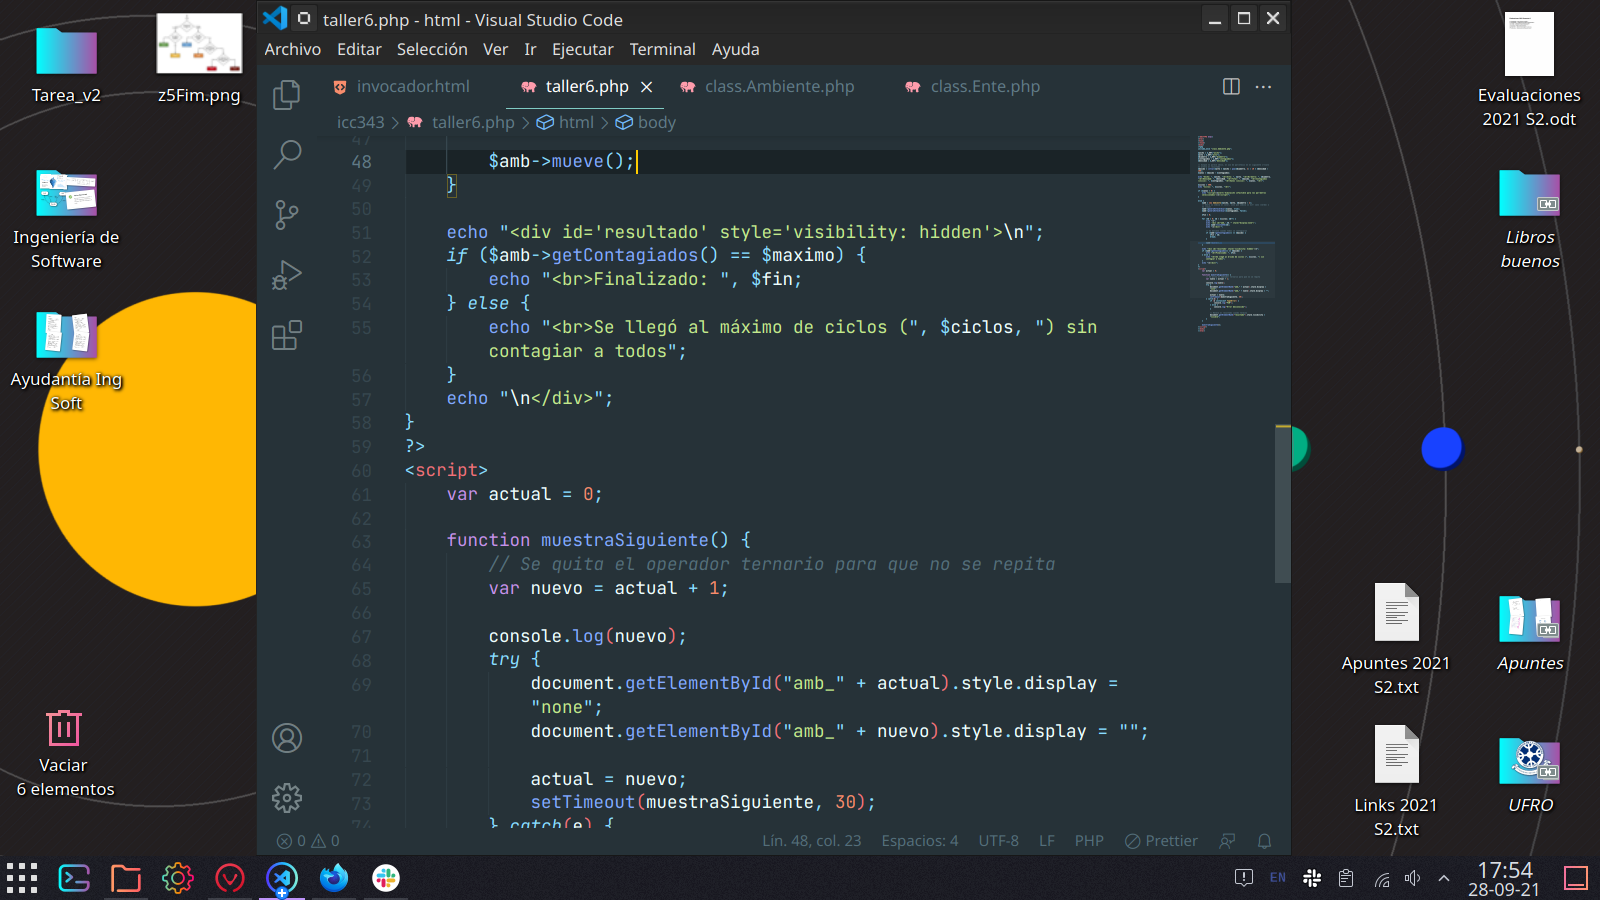 taller6.php - html - Visual Studio Code
Archivo Editar Selección Ver Ir Ejecutar Terminal Ayuda
invocador.html taller6.php class.Ambiente.php class.Ente.php
icc343 > taller6.php > html > body
47
48 $amb->mueve();
49 }
50
51 echo "<div id='resultado' style='visibility: hidden'>\n";
52 if ($amb->getContagiados() == $maximo) {
53 echo "<br>Finalizado: ", $fin;
54 } else {
55 echo "<br>Se llegó al máximo de ciclos (", $ciclos, ") sin
contagiar a todos";
56 }
57 echo "\n</div>";
58 }
59 ?>
60 <script>
61 var actual = 0;
62
63 function muestraSiguiente() {
64 // Se quita el operador ternario para que no se repita
65 var nuevo = actual + 1;
66
67 console.log(nuevo);
68 try {
69 document.getElementById("amb_" + actual).style.display =
"none";
70 document.getElementById("amb_" + nuevo).style.display = "";
71
72 actual = nuevo;
73 setTimeout(muestraSiguiente, 30);
74 } catch(e) {
0 0 Lín. 48, col. 23 Espacios: 4 UTF-8 LF PHP Prettier
Tarea_v2
z5Fim.png
Ingeniería de
Software
Ayudantía Ing
Soft
Vaciar
6 elementos
Evaluaciones
2021 S2.odt
Libros
buenos
Apuntes 2021
S2.txt
Apuntes
Links 2021
S2.txt
UFRO
EN
17:54
28-09-21